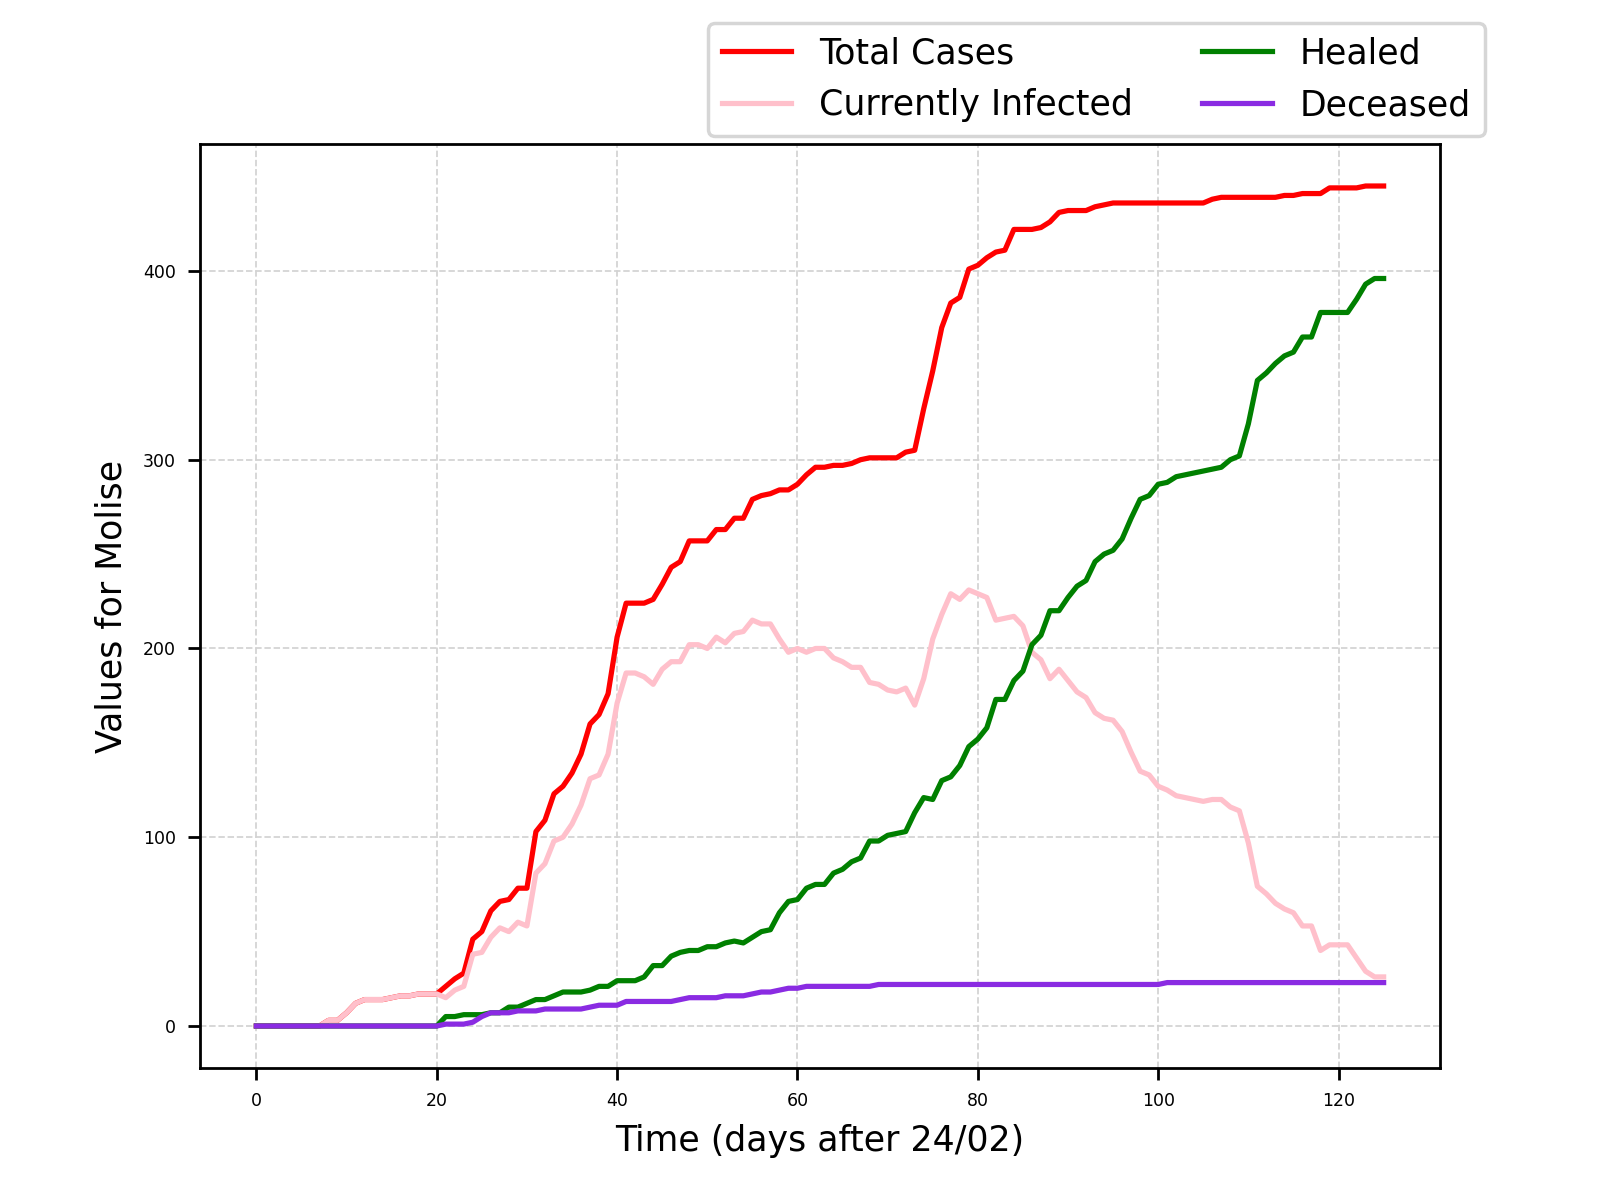 Total Cases
Currently Infected
Healed
Deceased
Values for Molise
400
300
200
100
0
0 20 40 60 80 100 120
Time (days after 24/02)